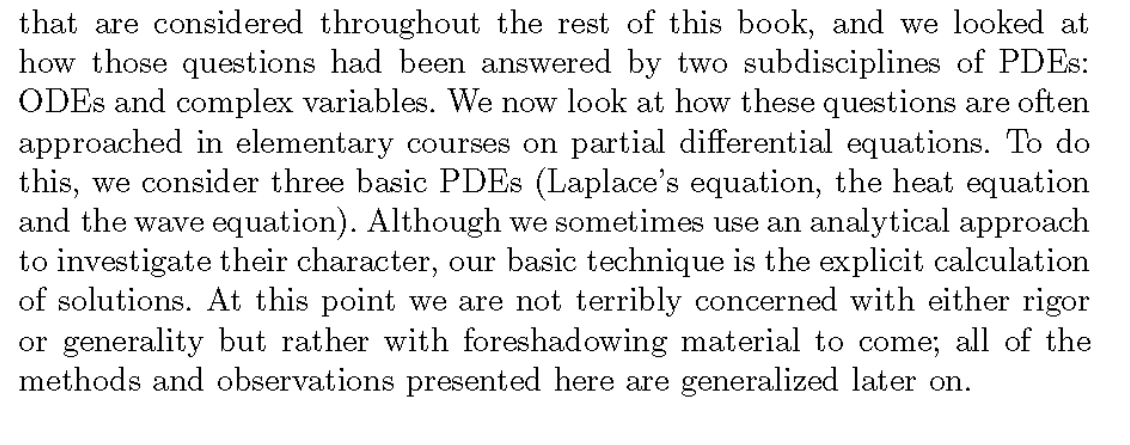 that are considered throughout the rest of this book, and we looked at
how those questions had been answered by two subdisciplines of PDEs:
ODEs and complex variables. We now look at how these questions are often
approached in elementary courses on partial differential equations. To do
this, we consider three basic PDEs (Laplace's equation, the heat equation
and the wave equation). Although we sometimes use an analytical approach
to investigate their character, our basic technique is the explicit calculation
of solutions. At this point we are not terribly concerned with either rigor
or generality but rather with foreshadowing material to come; all of the
methods and observations presented here are generalized later on.